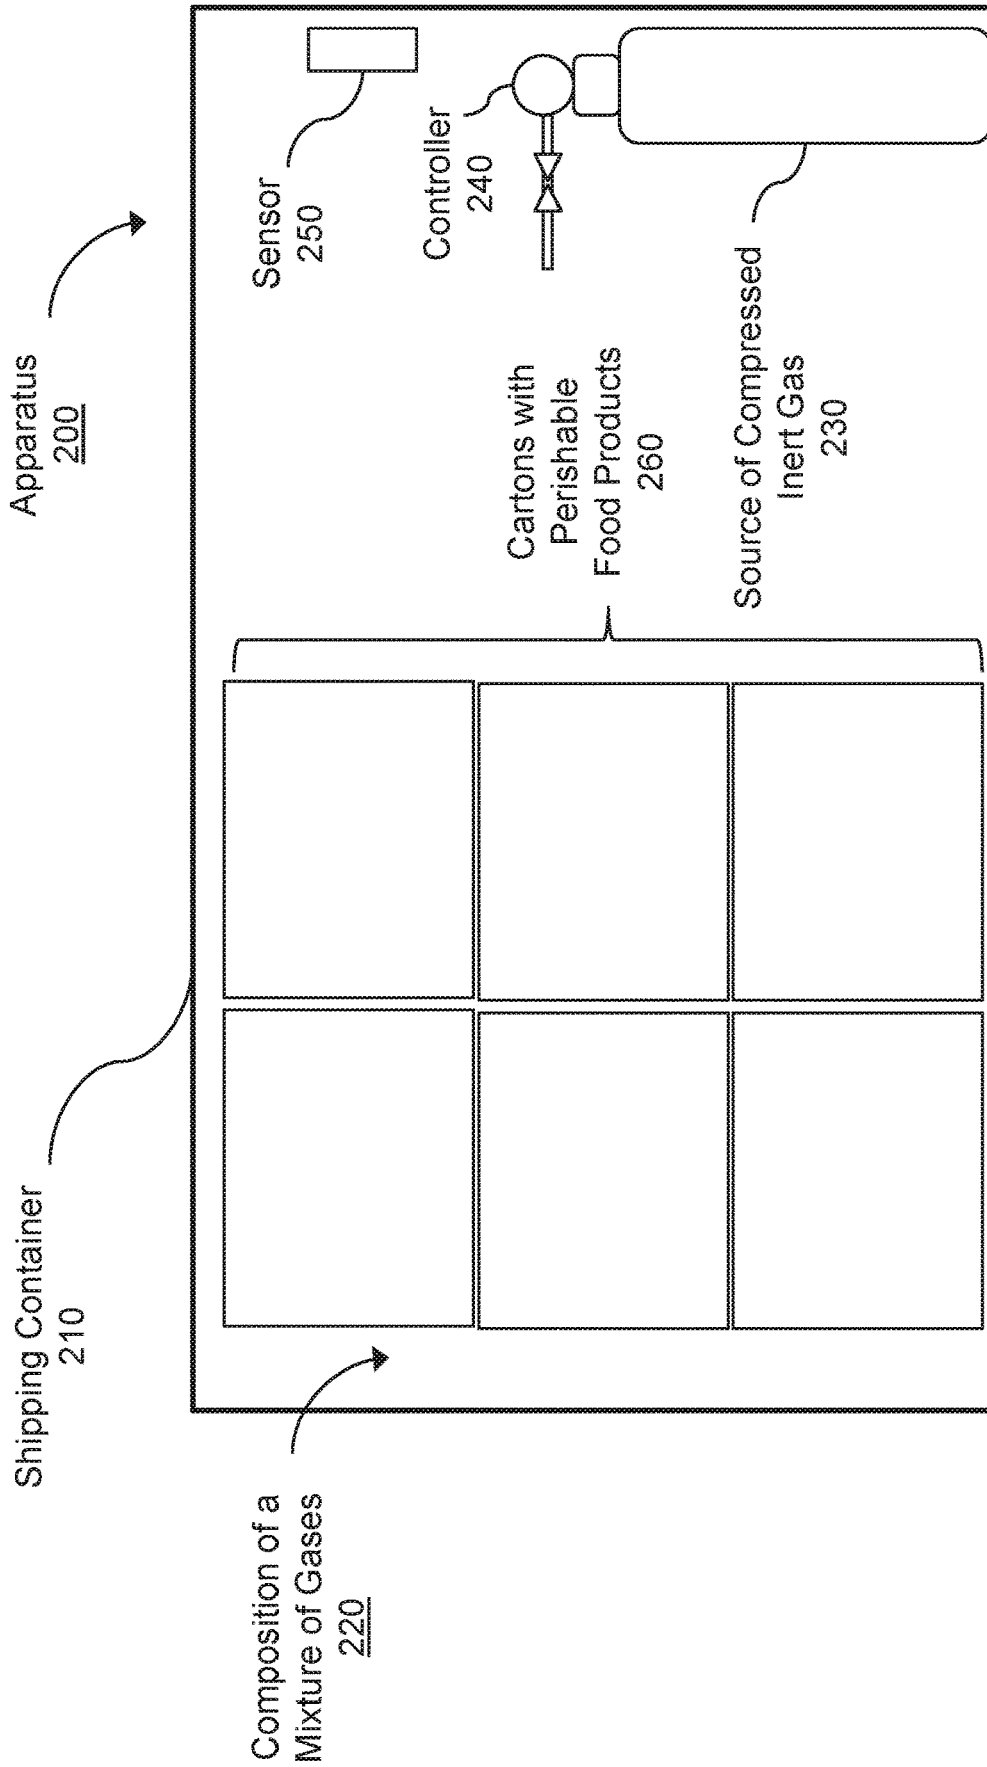 Apparatus
200
Shipping Container
210
Composition of a
Mixture of Gases
220
Sensor
250
Controller
240
Cartons with
Perishable
Food Products
260
Source of Compressed
Inert Gas
230